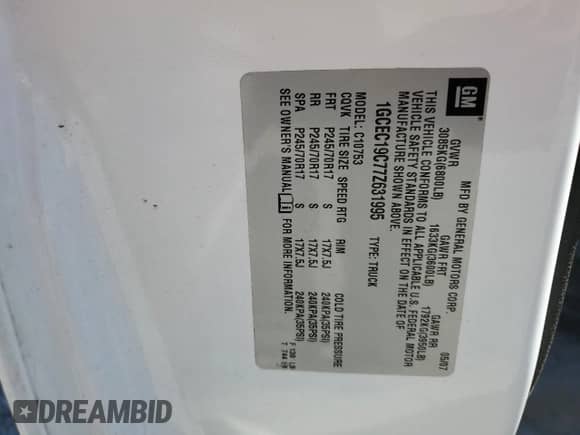 GM
MFD BY GENERAL MOTORS CORP. 05/07
GVWR GAWR FRT GAWR RR
3085KG(6800LB) 1633KG(3600LB) 1792KG(3950LB)
THIS VEHICLE CONFORMS TO ALL APPLICABLE U.S. FEDERAL MOTOR
VEHICLE SAFETY STANDARDS IN EFFECT ON THE DATE OF
MANUFACTURE SHOWN ABOVE.
1GCEC19C77Z631995 TYPE: TRUCK
MODEL: C10753
CQVK TIRE SIZE SPEED RTG RIM COLD TIRE PRESSURE
FRT P245/70R17 S 17X7.5J 240KPA(35PSI)
RR P245/70R17 S 17X7.5J 240KPA(35PSI)
SPA P245/70R17 S 17X7.5J 240KPA(35PSI)
SEE OWNER'S MANUAL FOR MORE INFORMATION.
DREAMBID